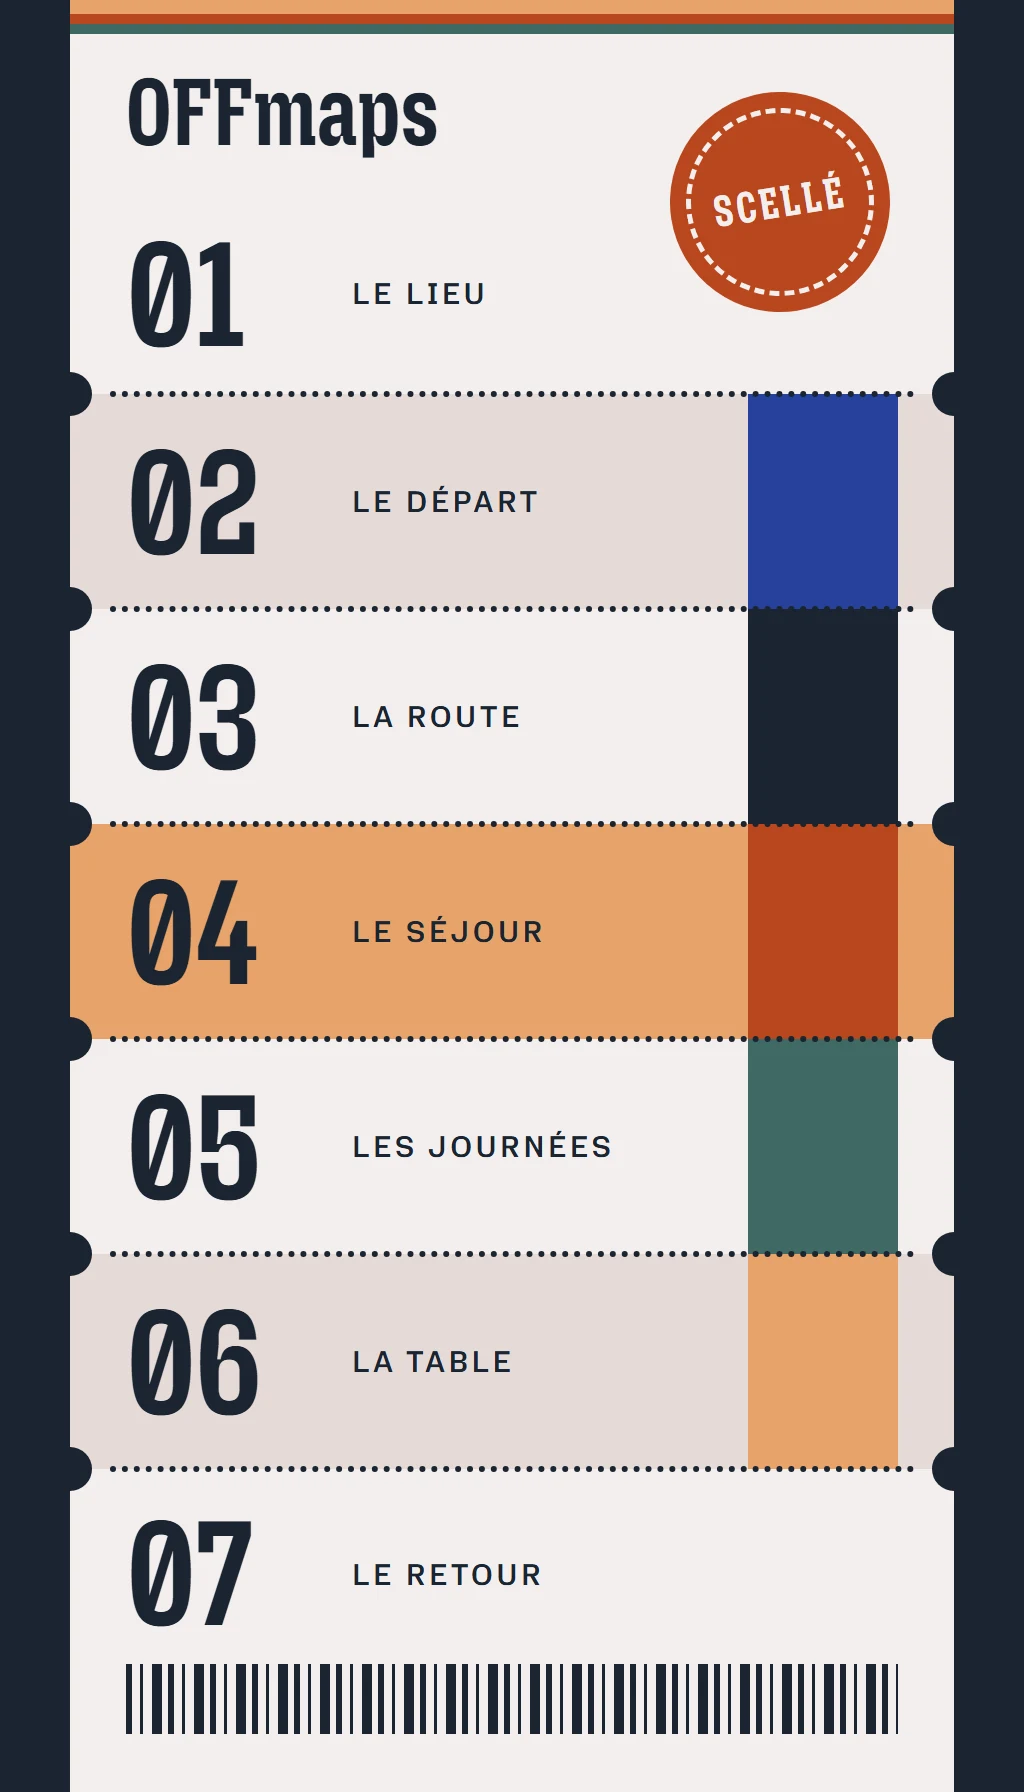 OFFmaps
SCELLÉ
01 LE LIEU
02 LE DÉPART
03 LA ROUTE
04 LE SÉJOUR
05 LES JOURNÉES
06 LA TABLE
07 LE RETOUR